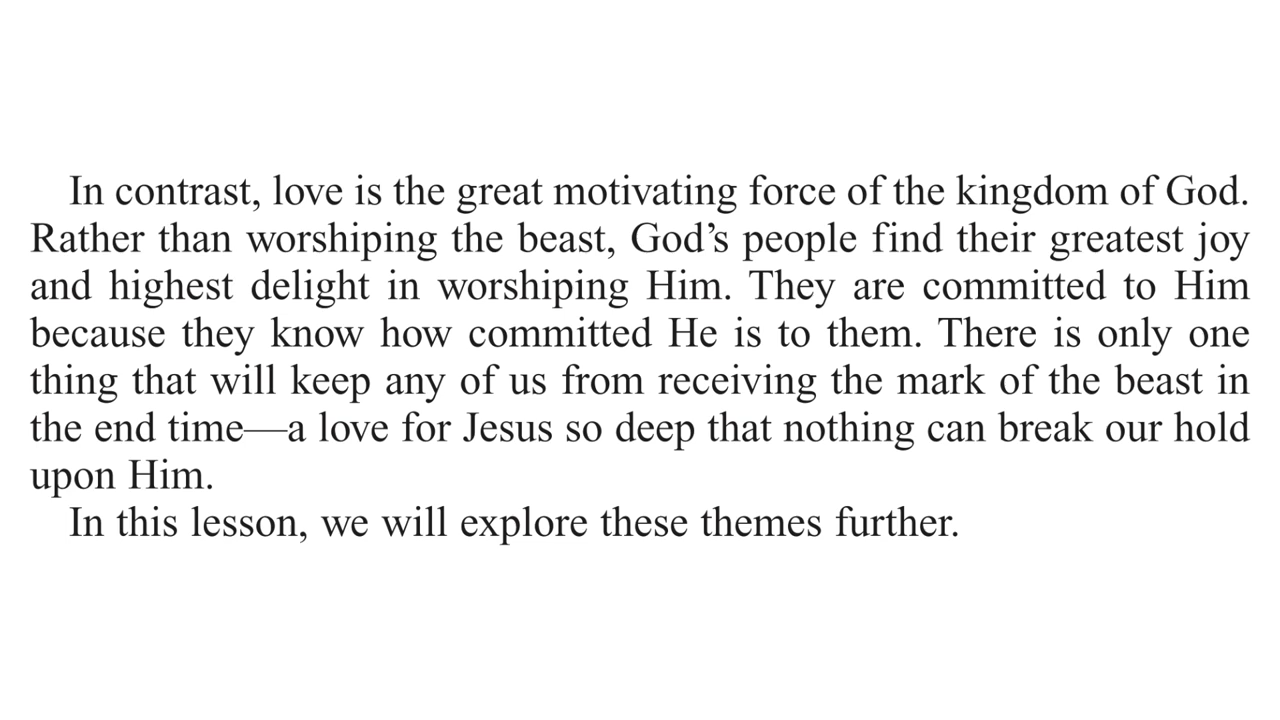 In contrast, love is the great motivating force of the kingdom of God.
Rather than worshiping the beast, God’s people find their greatest joy
and highest delight in worshiping Him. They are committed to Him
because they know how committed He is to them. There is only one
thing that will keep any of us from receiving the mark of the beast in
the end time—a love for Jesus so deep that nothing can break our hold
upon Him.
In this lesson, we will explore these themes further.